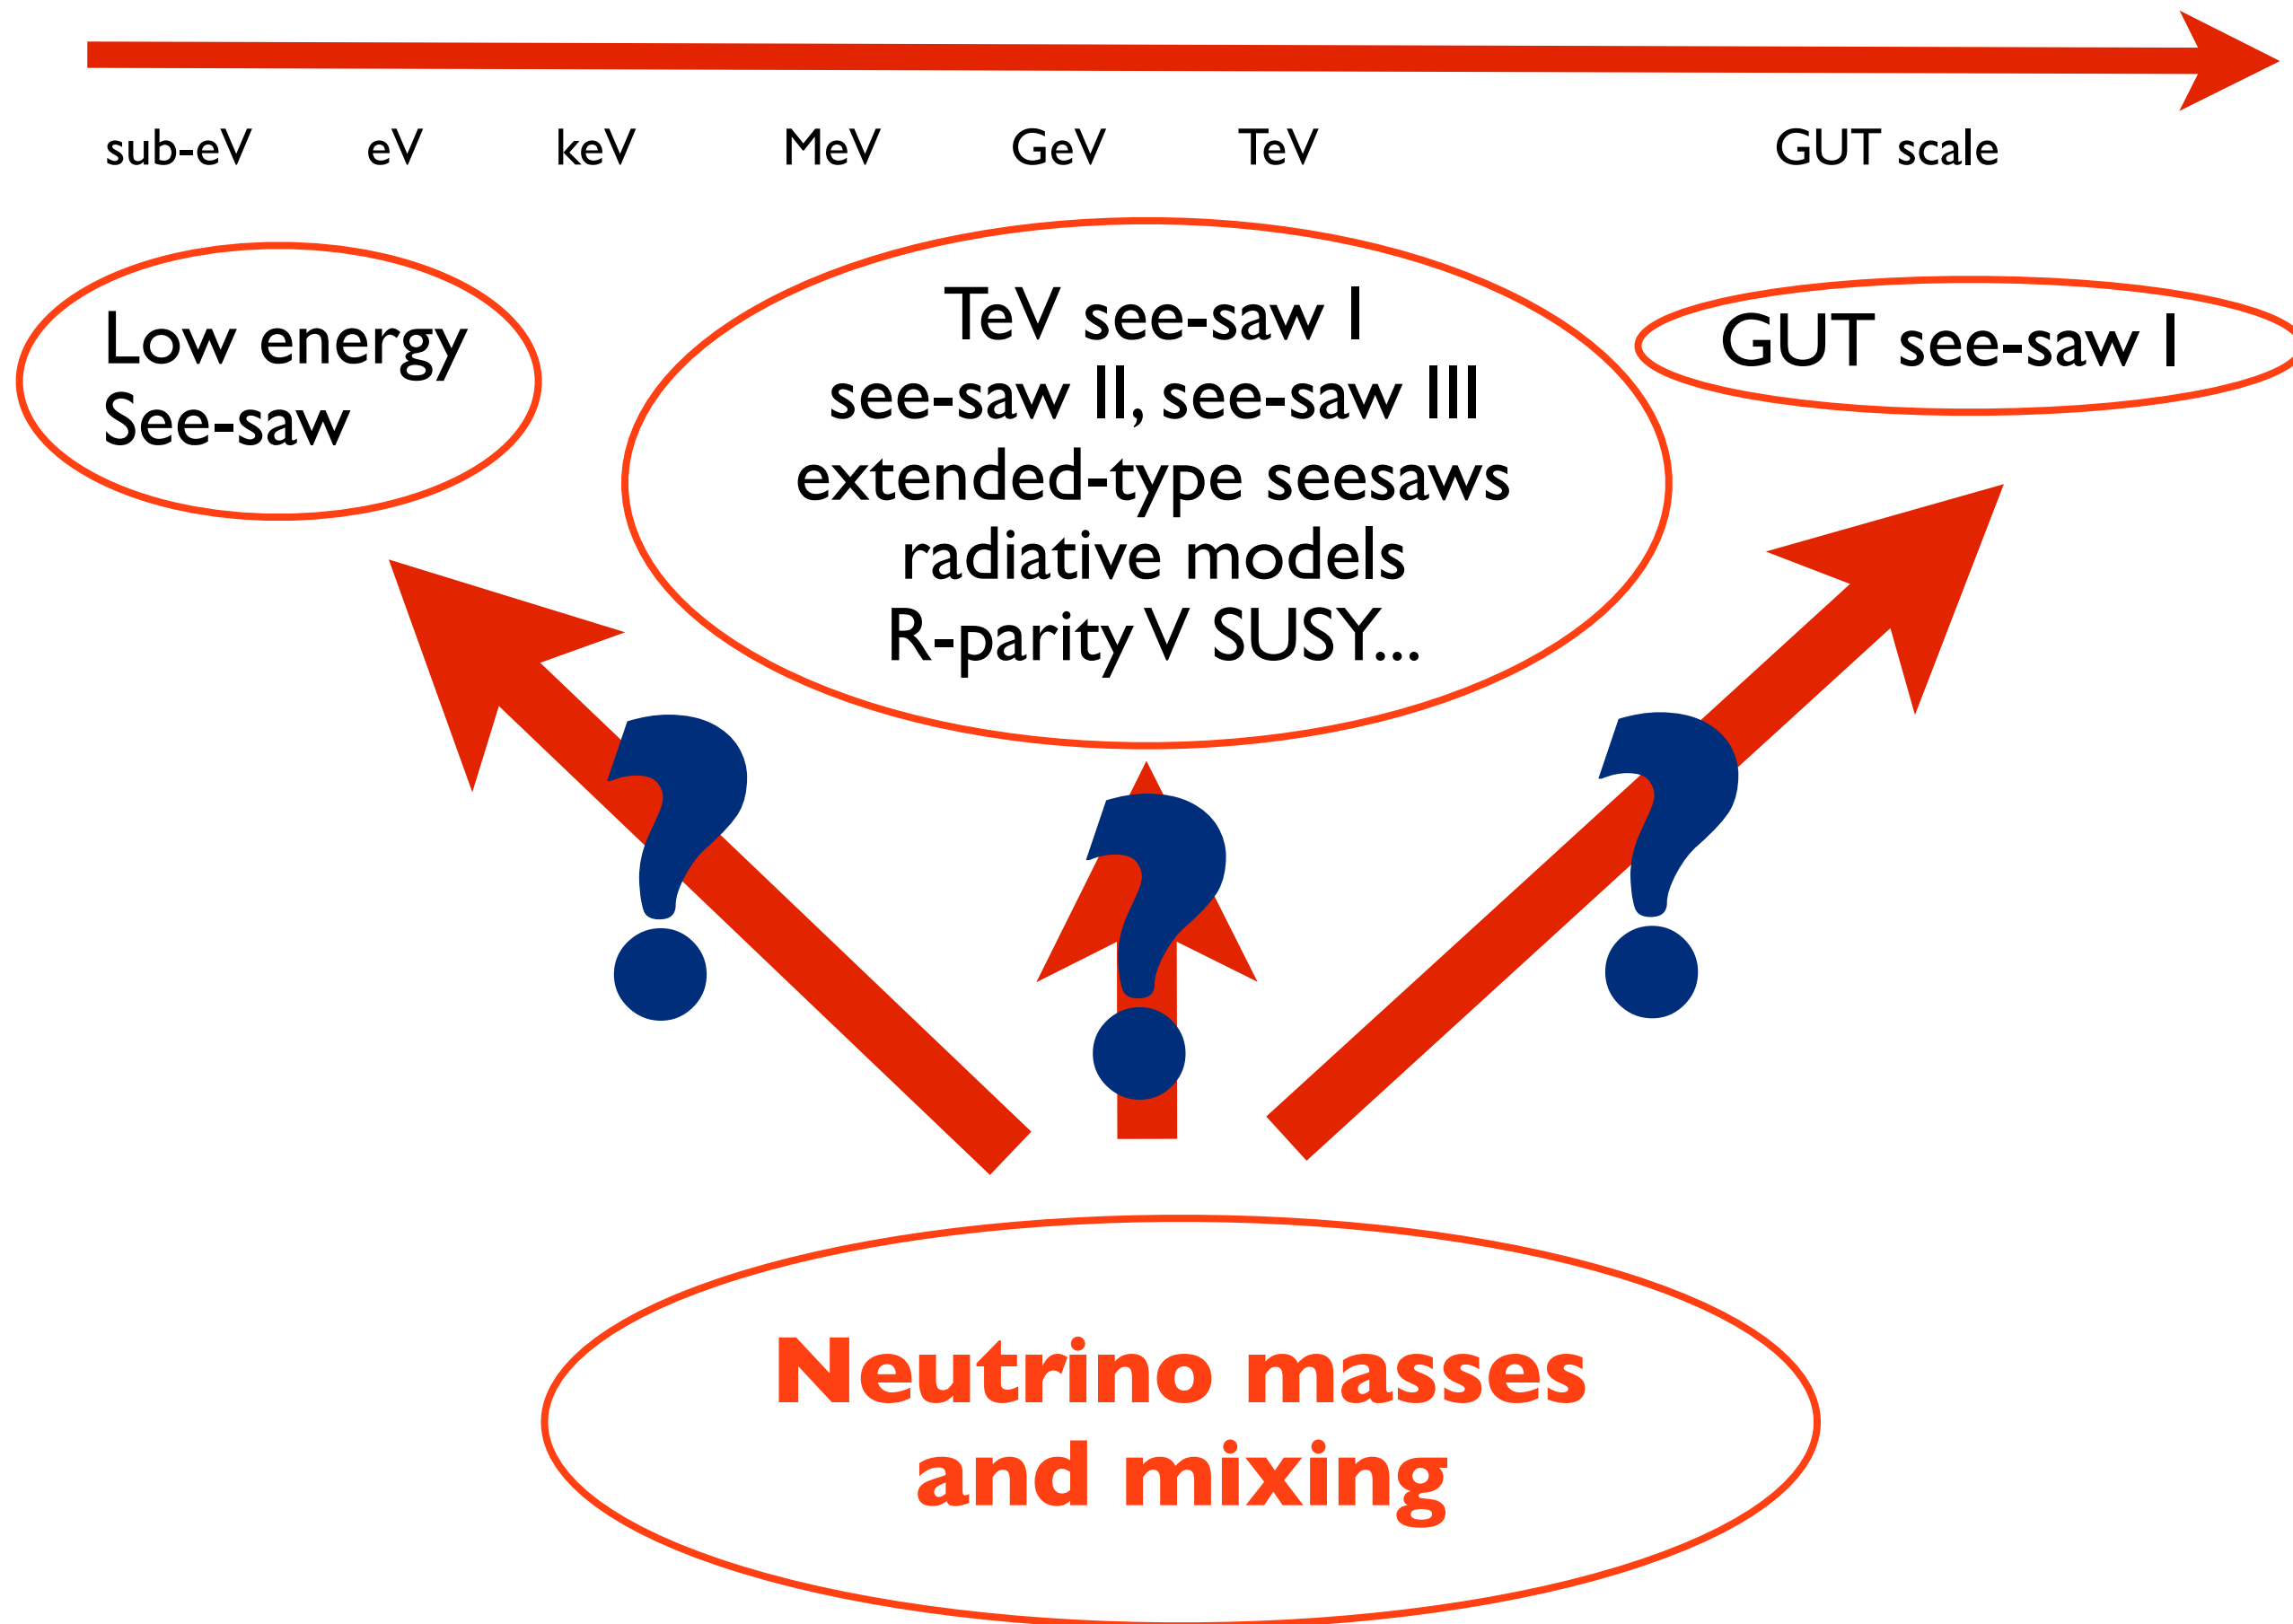 sub-eV eV keV MeV GeV TeV GUT scale
Low energy
See-saw
TeV see-saw I
see-saw II, see-saw III
extended-type seesaws
radiative models
R-parity V SUSY...
GUT see-saw I
?
?
?
Neutrino masses
and mixing